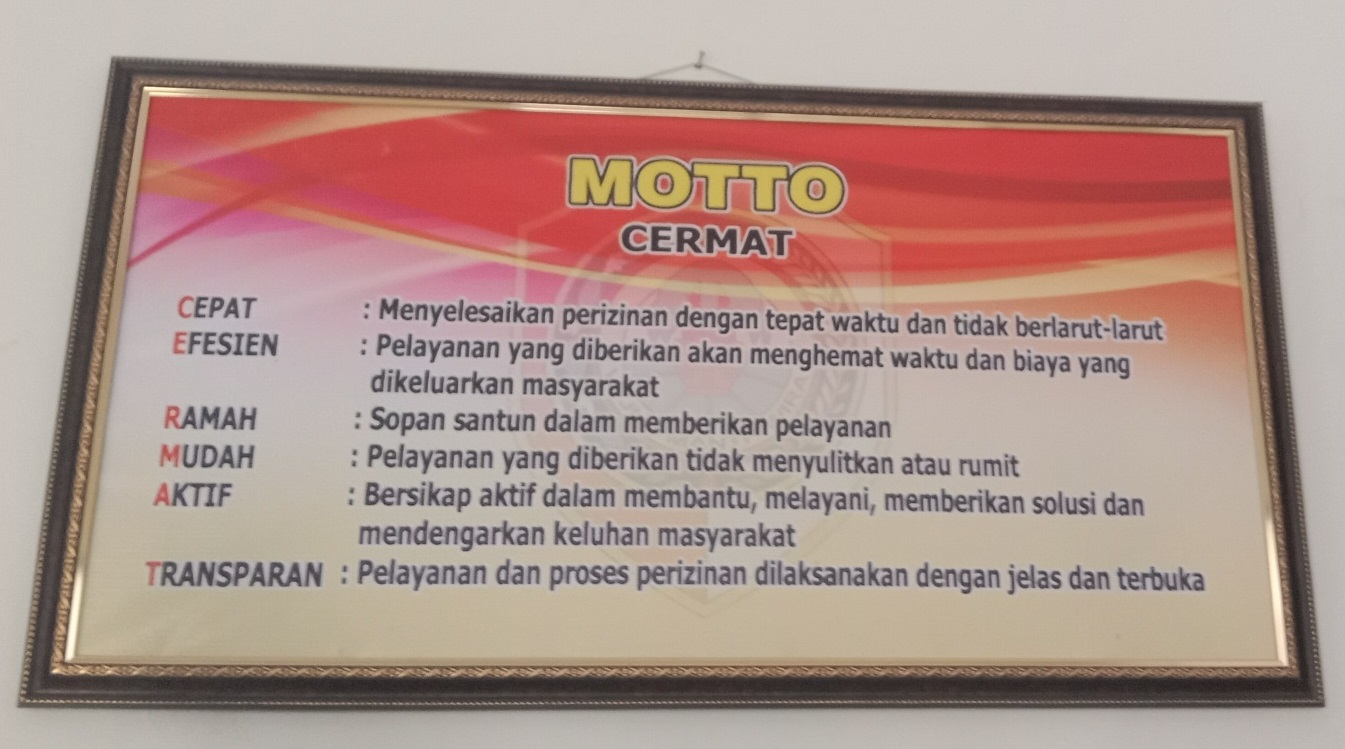 MOTTO
CERMAT
CEPAT : Menyelesaikan perizinan dengan tepat waktu dan tidak berlarut-larut
EFESIEN : Pelayanan yang diberikan akan menghemat waktu dan biaya yang
dikeluarkan masyarakat
RAMAH : Sopan santun dalam memberikan pelayanan
MUDAH : Pelayanan yang diberikan tidak menyulitkan atau rumit
AKTIF : Bersikap aktif dalam membantu, melayani, memberikan solusi dan
mendengarkan keluhan masyarakat
TRANSPARAN : Pelayanan dan proses perizinan dilaksanakan dengan jelas dan terbuka